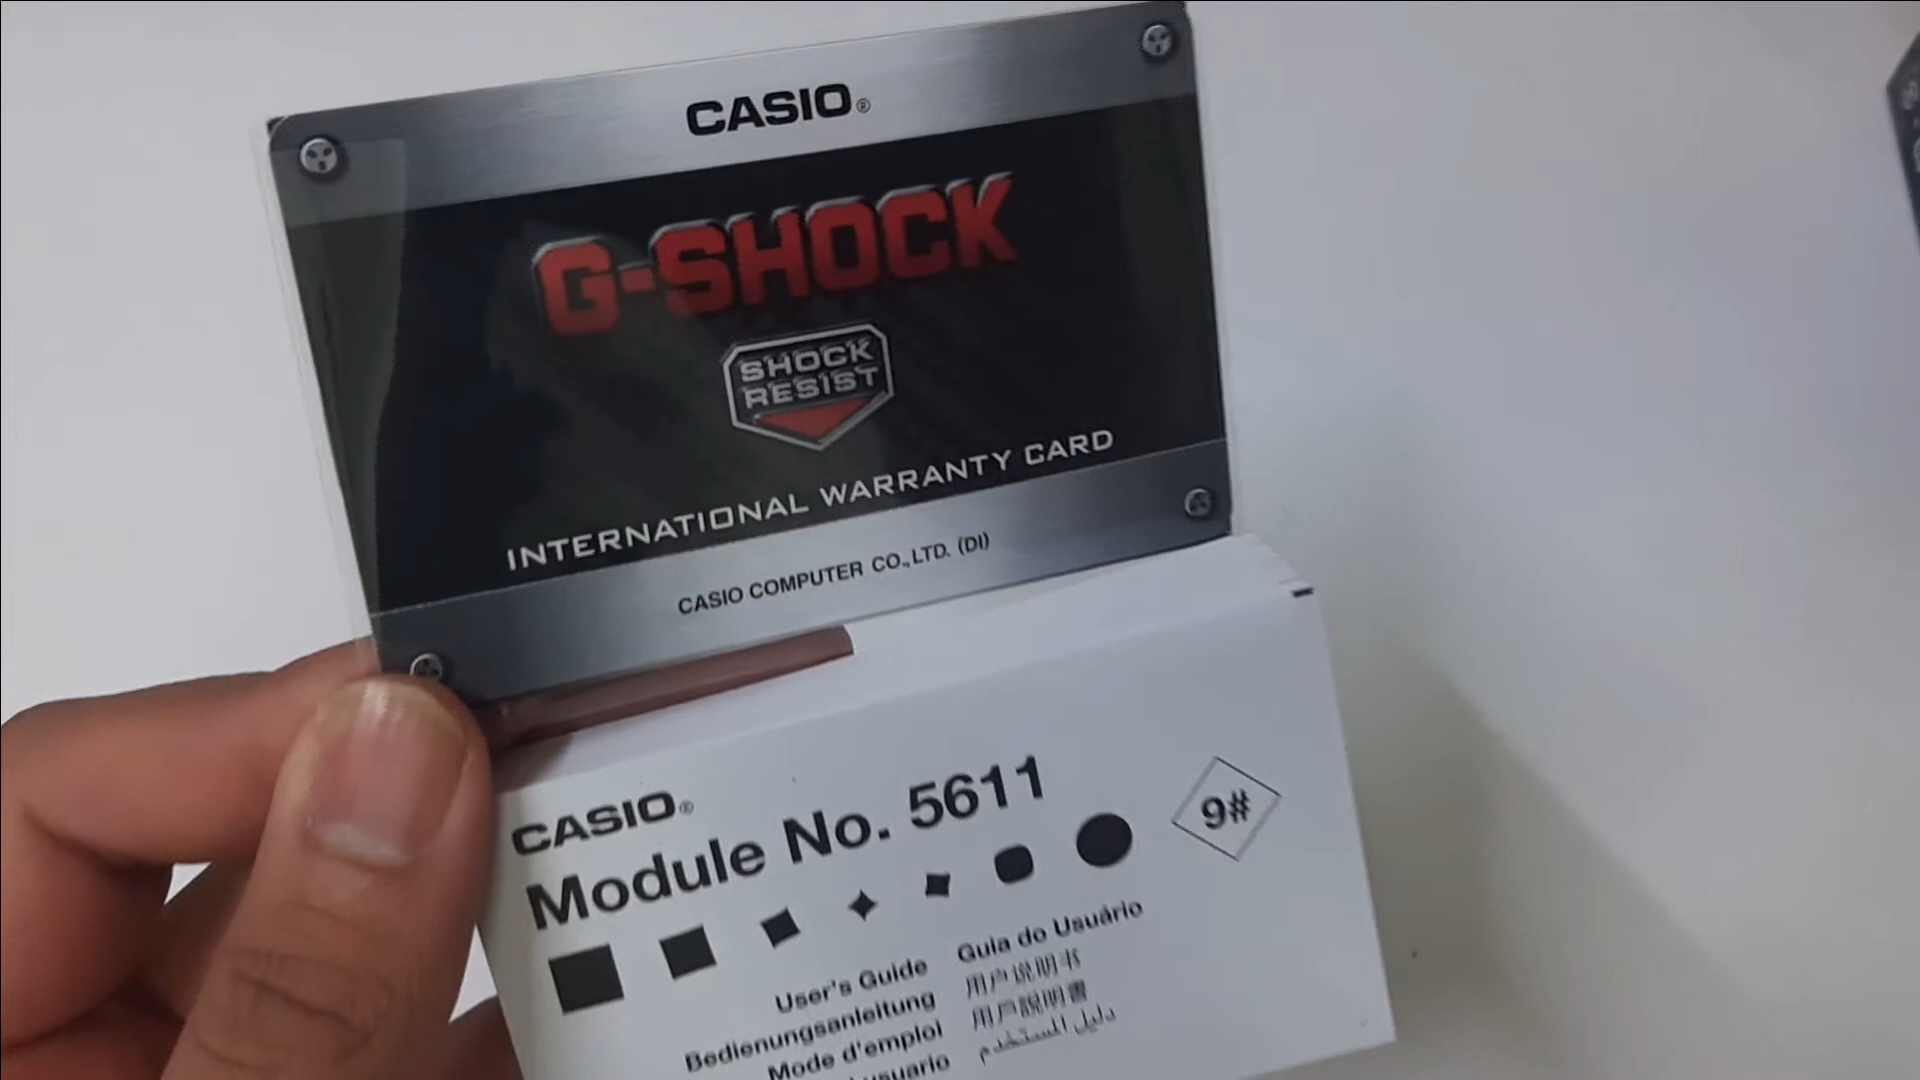 CASIO®
G-SHOCK
SHOCK
RESIST
INTERNATIONAL WARRANTY CARD
CASIO COMPUTER CO.,LTD. (DI)
CASIO®
Module No. 5611
9#
User's Guide
Bedienungsanleitung
Mode d'emploi
usuario
Guia do Usuário
用户说明书
用戶說明書
دليل المستخدم